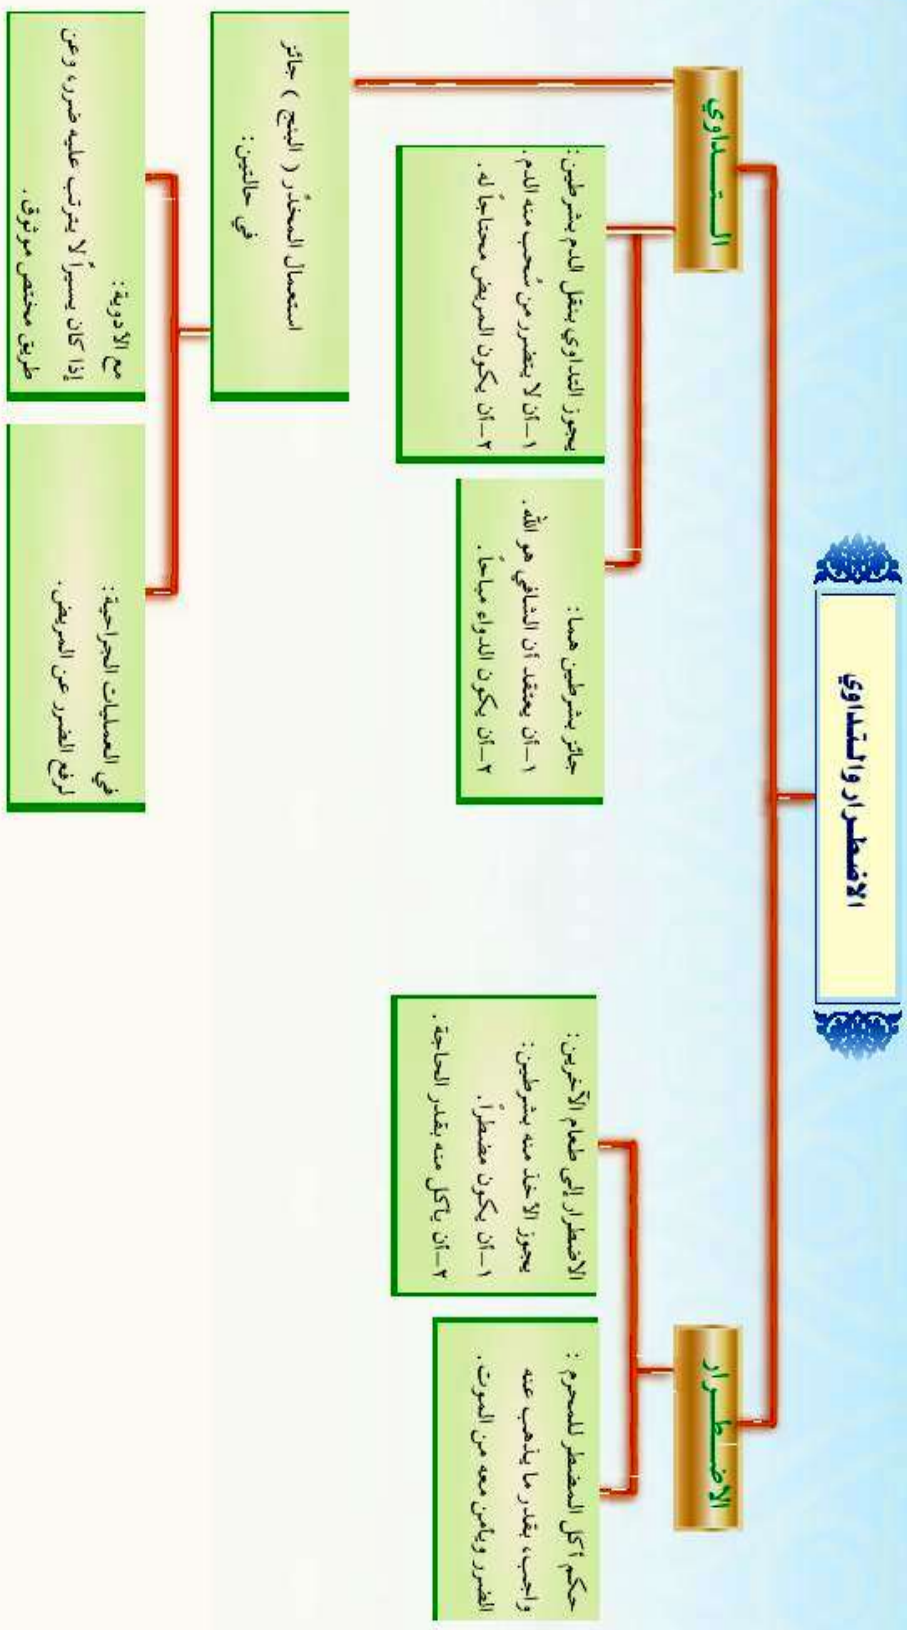 الاضطرار والتداوي
الاضطرار
حكم أكل المضطر للمحرم :
واجب، بقدر ما يذهب عنه
الضرر ويأمن معه من الموت.
الاضطرار إلى طعام الآخرين:
يجوز الأخذ منه بشرطين:
١-أن يكون مضطراً.
٢-أن يأكل منه بقدر الحاجة.
التداوي
جائز بشرطين هما:
١-أن يعتقد أن الشافي هو الله.
٢-أن يكون الدواء مباحاً.
يجوز التداوي بنقل الدم بشرطين:
١-أن لا يتضرر من سُحب منه الدم.
٢-أن يكون المريض محتاجاً له.
استعمال المخدَّر ( البنج ) جائز
في حالتين:
في العمليات الجراحية:
لرفع الضرر عن المريض.
مع الأدوية:
إذا كان يسيراً لا يترتب عليه ضرر، وعن
طريق مختص موثوق.